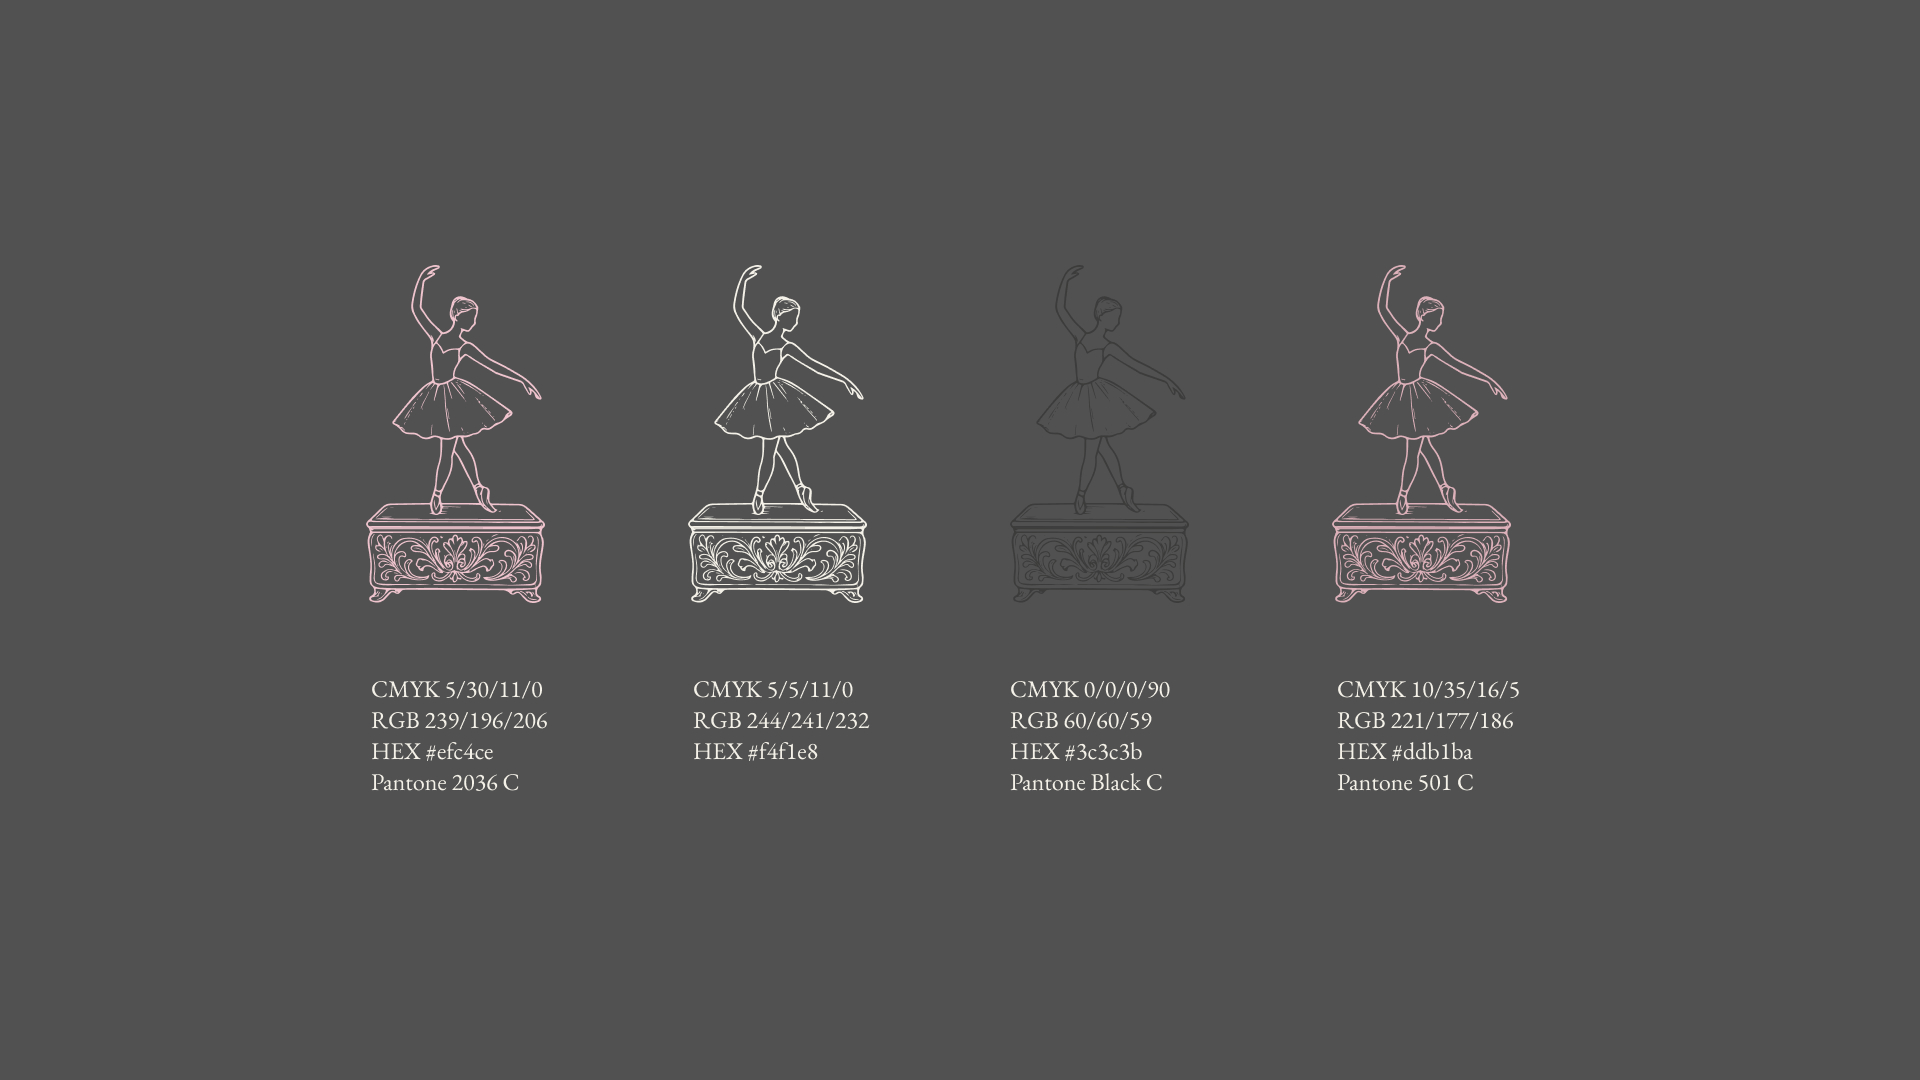 CMYK 5/30/11/0
RGB 239/196/206
HEX #efc4ce
Pantone 2036 C
CMYK 5/5/11/0
RGB 244/241/232
HEX #f4f1e8
CMYK 0/0/0/90
RGB 60/60/59
HEX #3c3c3b
Pantone Black C
CMYK 10/35/16/5
RGB 221/177/186
HEX #ddb1ba
Pantone 501 C